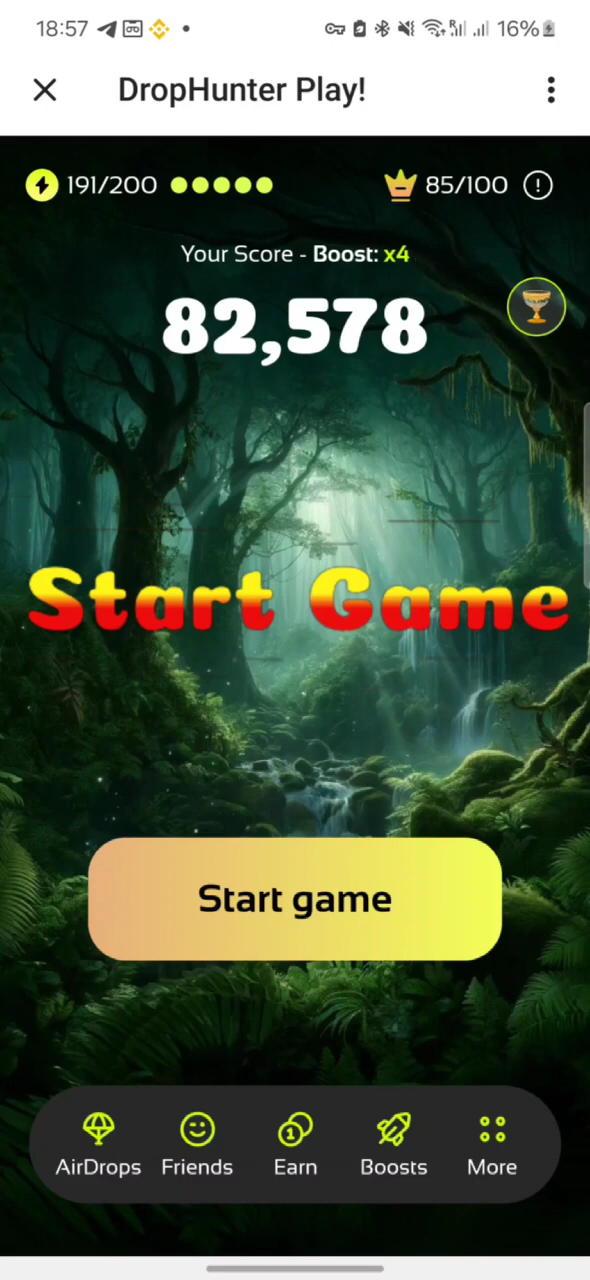 18:57 16%
DropHunter Play!
191/200 85/100
Your Score - Boost: x4
82,578
Start Game
Start game
AirDrops Friends Earn Boosts More